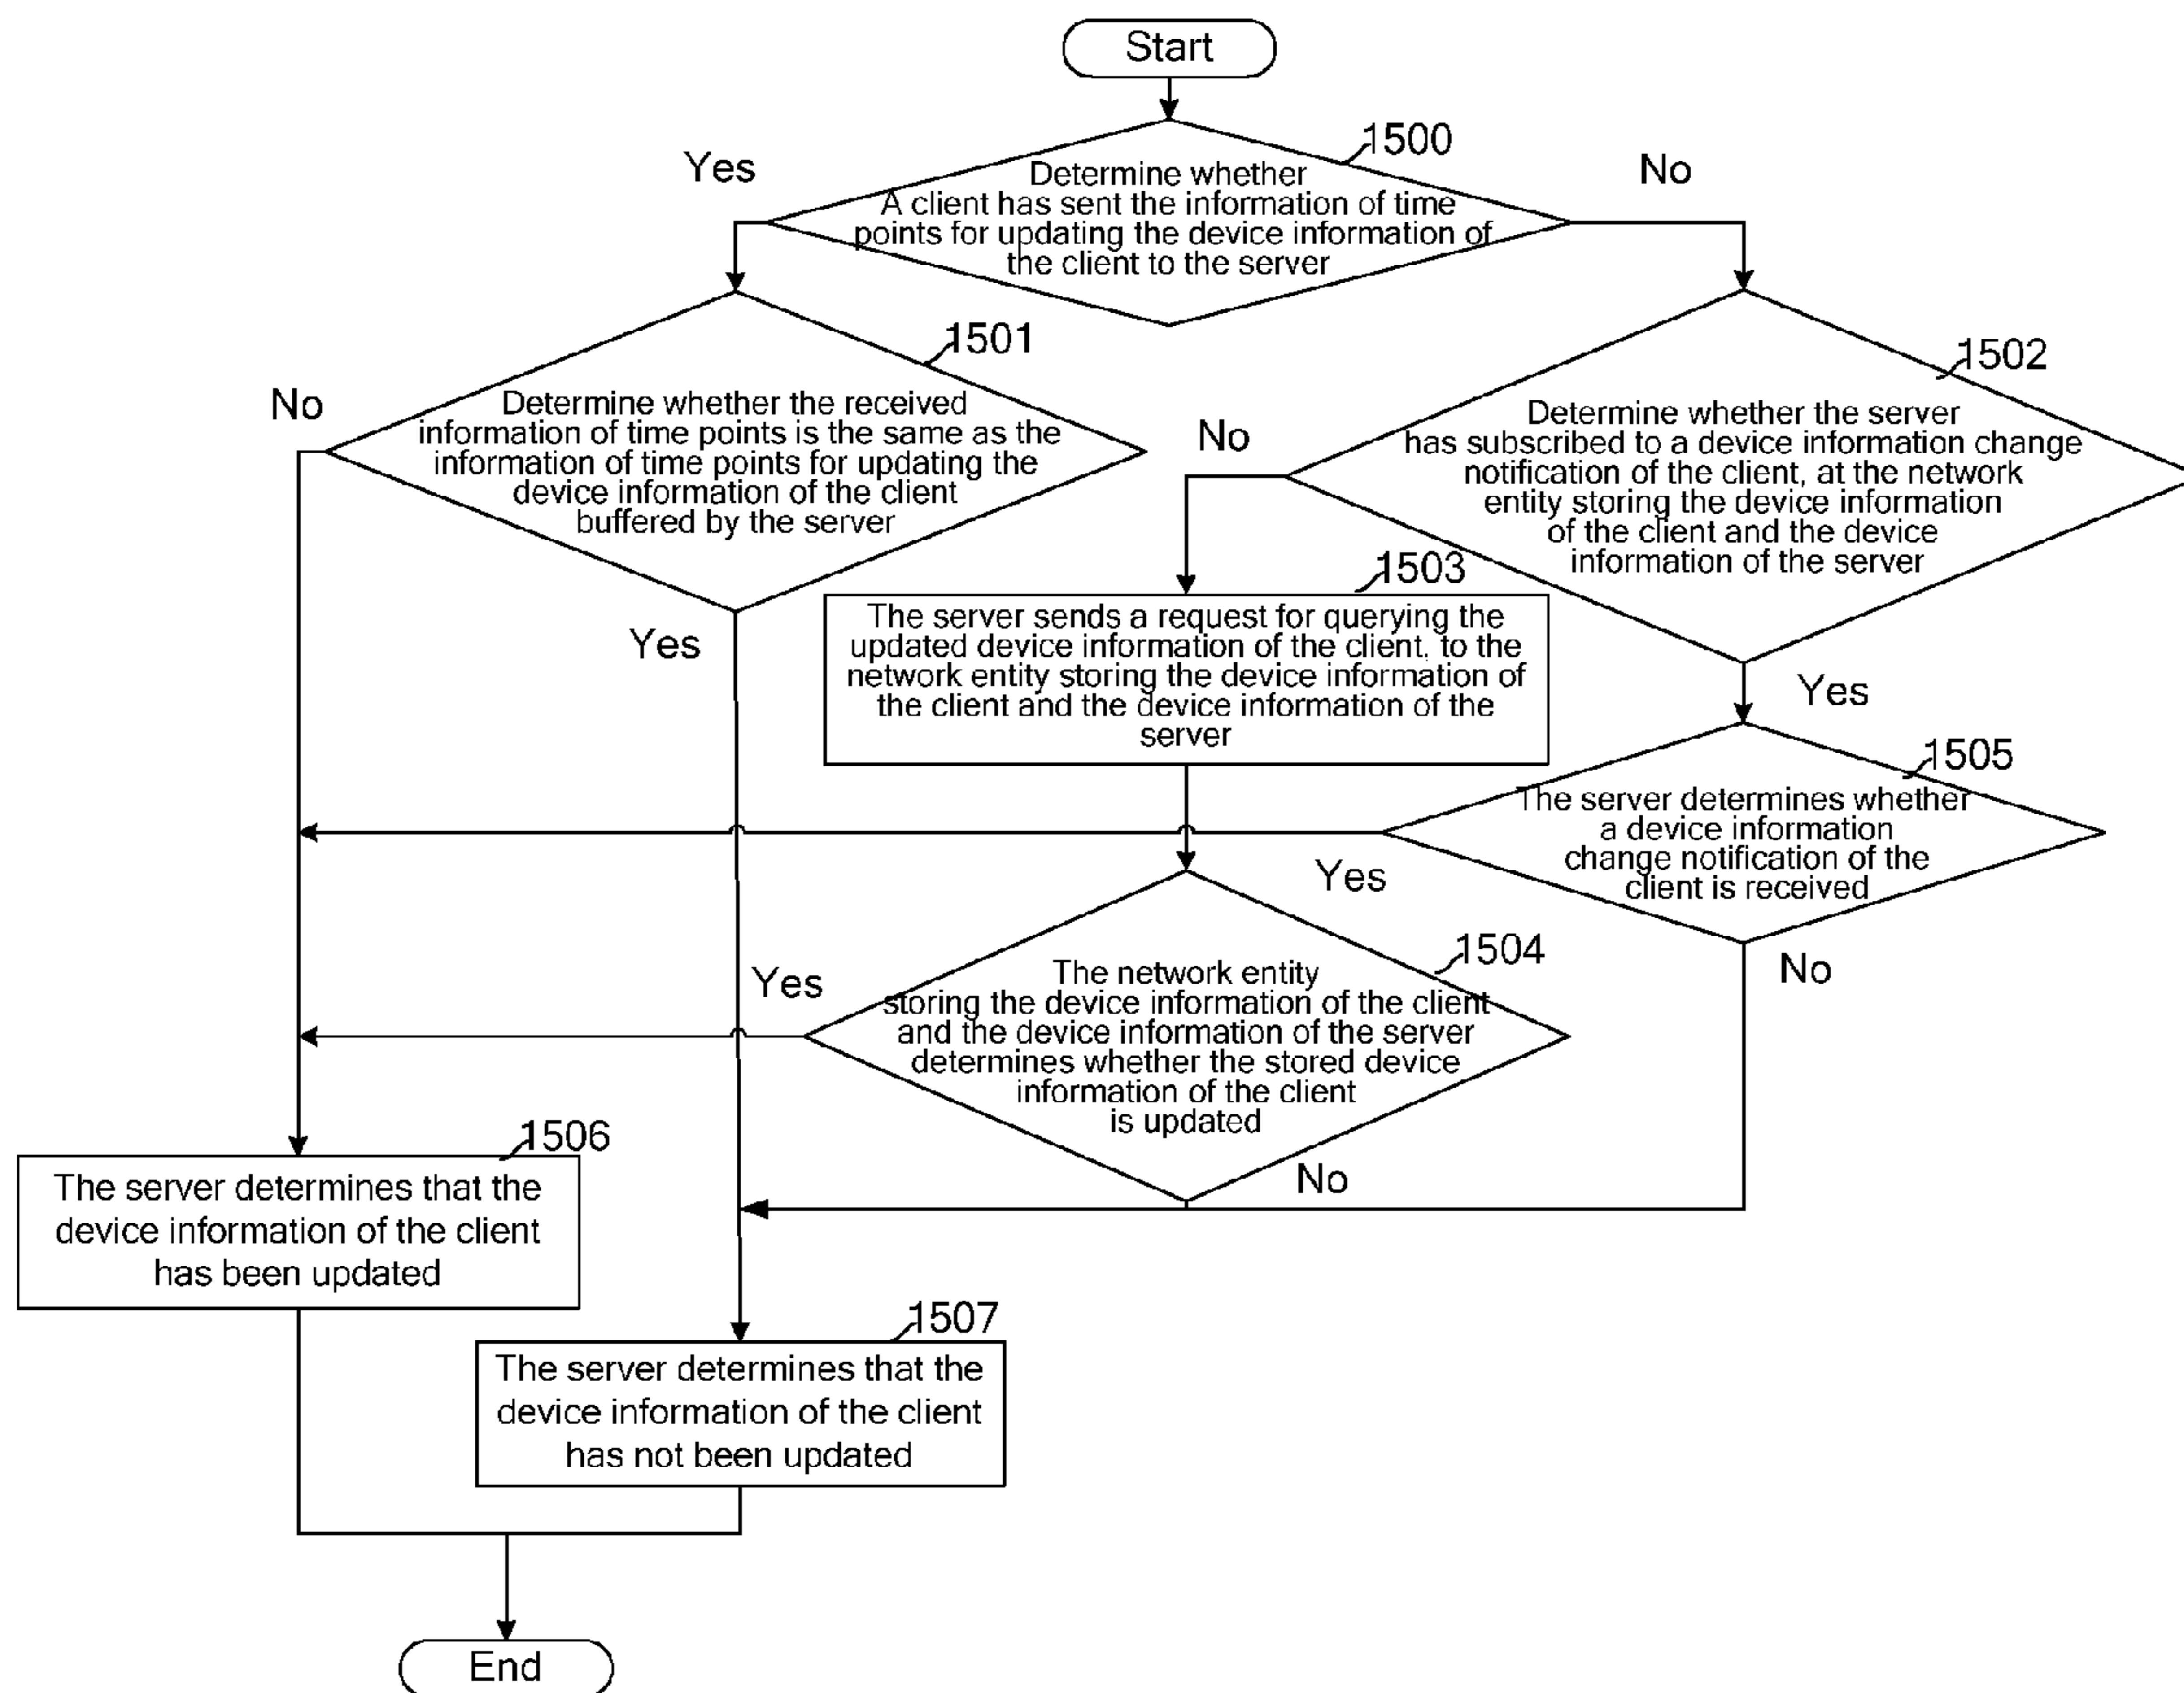 Start
1500
Yes
No
Determine whether
A client has sent the information of time
points for updating the device information of
the client to the server
1501
No
Determine whether the received
information of time points is the same as the
information of time points for updating the
device information of the client
buffered by the server
Yes
1502
No
Determine whether the server
has subscribed to a device information change
notification of the client, at the network
entity storing the device information
of the client and the device
information of the server
Yes
1503
The server sends a request for querying the
updated device information of the client, to the
network entity storing the device information of
the client and the device information of the
server
1505
The server determines whether
a device information
change notification of the
client is received
Yes
No
1504
Yes
The network entity
storing the device information of the client
and the device information of the server
determines whether the stored device
information of the client
is updated
No
1506
The server determines that the
device information of the client
has been updated
1507
The server determines that the
device information of the client
has not been updated
End